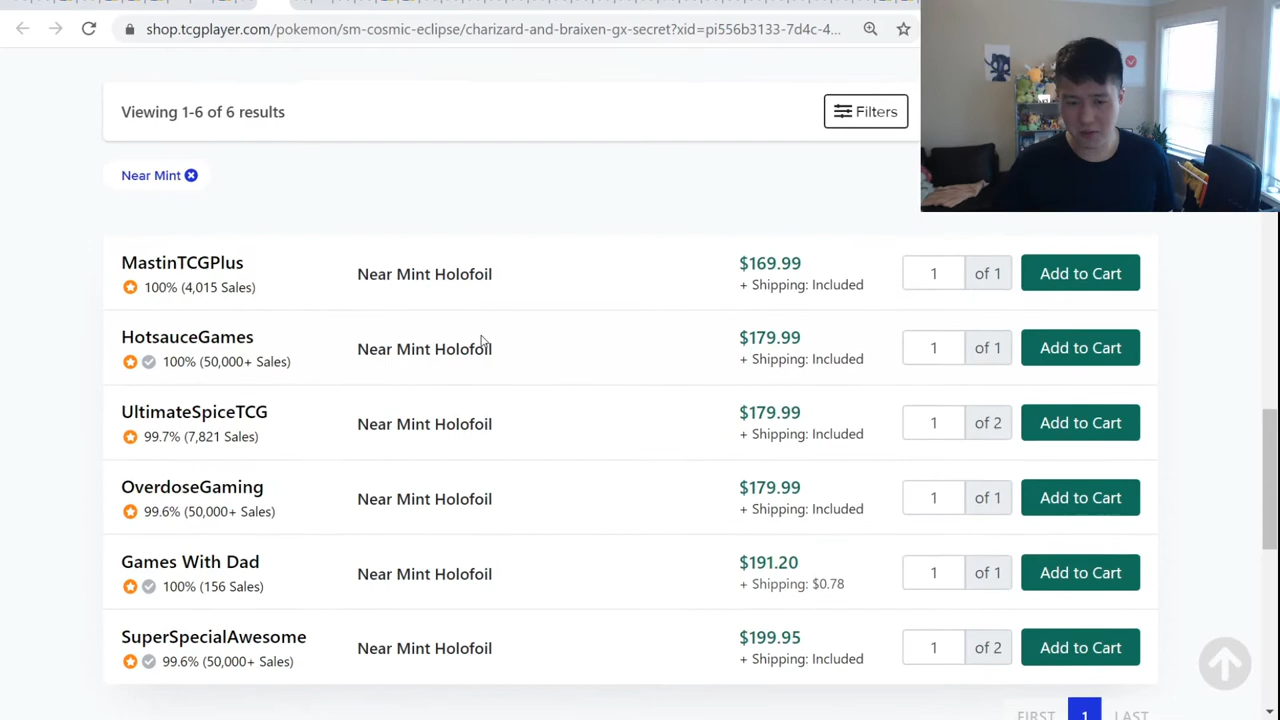 shop.tcgplayer.com/pokemon/sm-cosmic-eclipse/charizard-and-braixen-gx-secret?xid=pi556b3133-7d4c-4...
Viewing 1-6 of 6 results
Filters
Near Mint
MastinTCGPlus
100% (4,015 Sales)
Near Mint Holofoil
$169.99
+ Shipping: Included
1 of 1
Add to Cart
HotsauceGames
100% (50,000+ Sales)
Near Mint Holofoil
$179.99
+ Shipping: Included
1 of 1
Add to Cart
UltimateSpiceTCG
99.7% (7,821 Sales)
Near Mint Holofoil
$179.99
+ Shipping: Included
1 of 2
Add to Cart
OverdoseGaming
99.6% (50,000+ Sales)
Near Mint Holofoil
$179.99
+ Shipping: Included
1 of 1
Add to Cart
Games With Dad
100% (156 Sales)
Near Mint Holofoil
$191.20
+ Shipping: $0.78
1 of 1
Add to Cart
SuperSpecialAwesome
99.6% (50,000+ Sales)
Near Mint Holofoil
$199.95
+ Shipping: Included
1 of 2
Add to Cart
FIRST 1 LAST